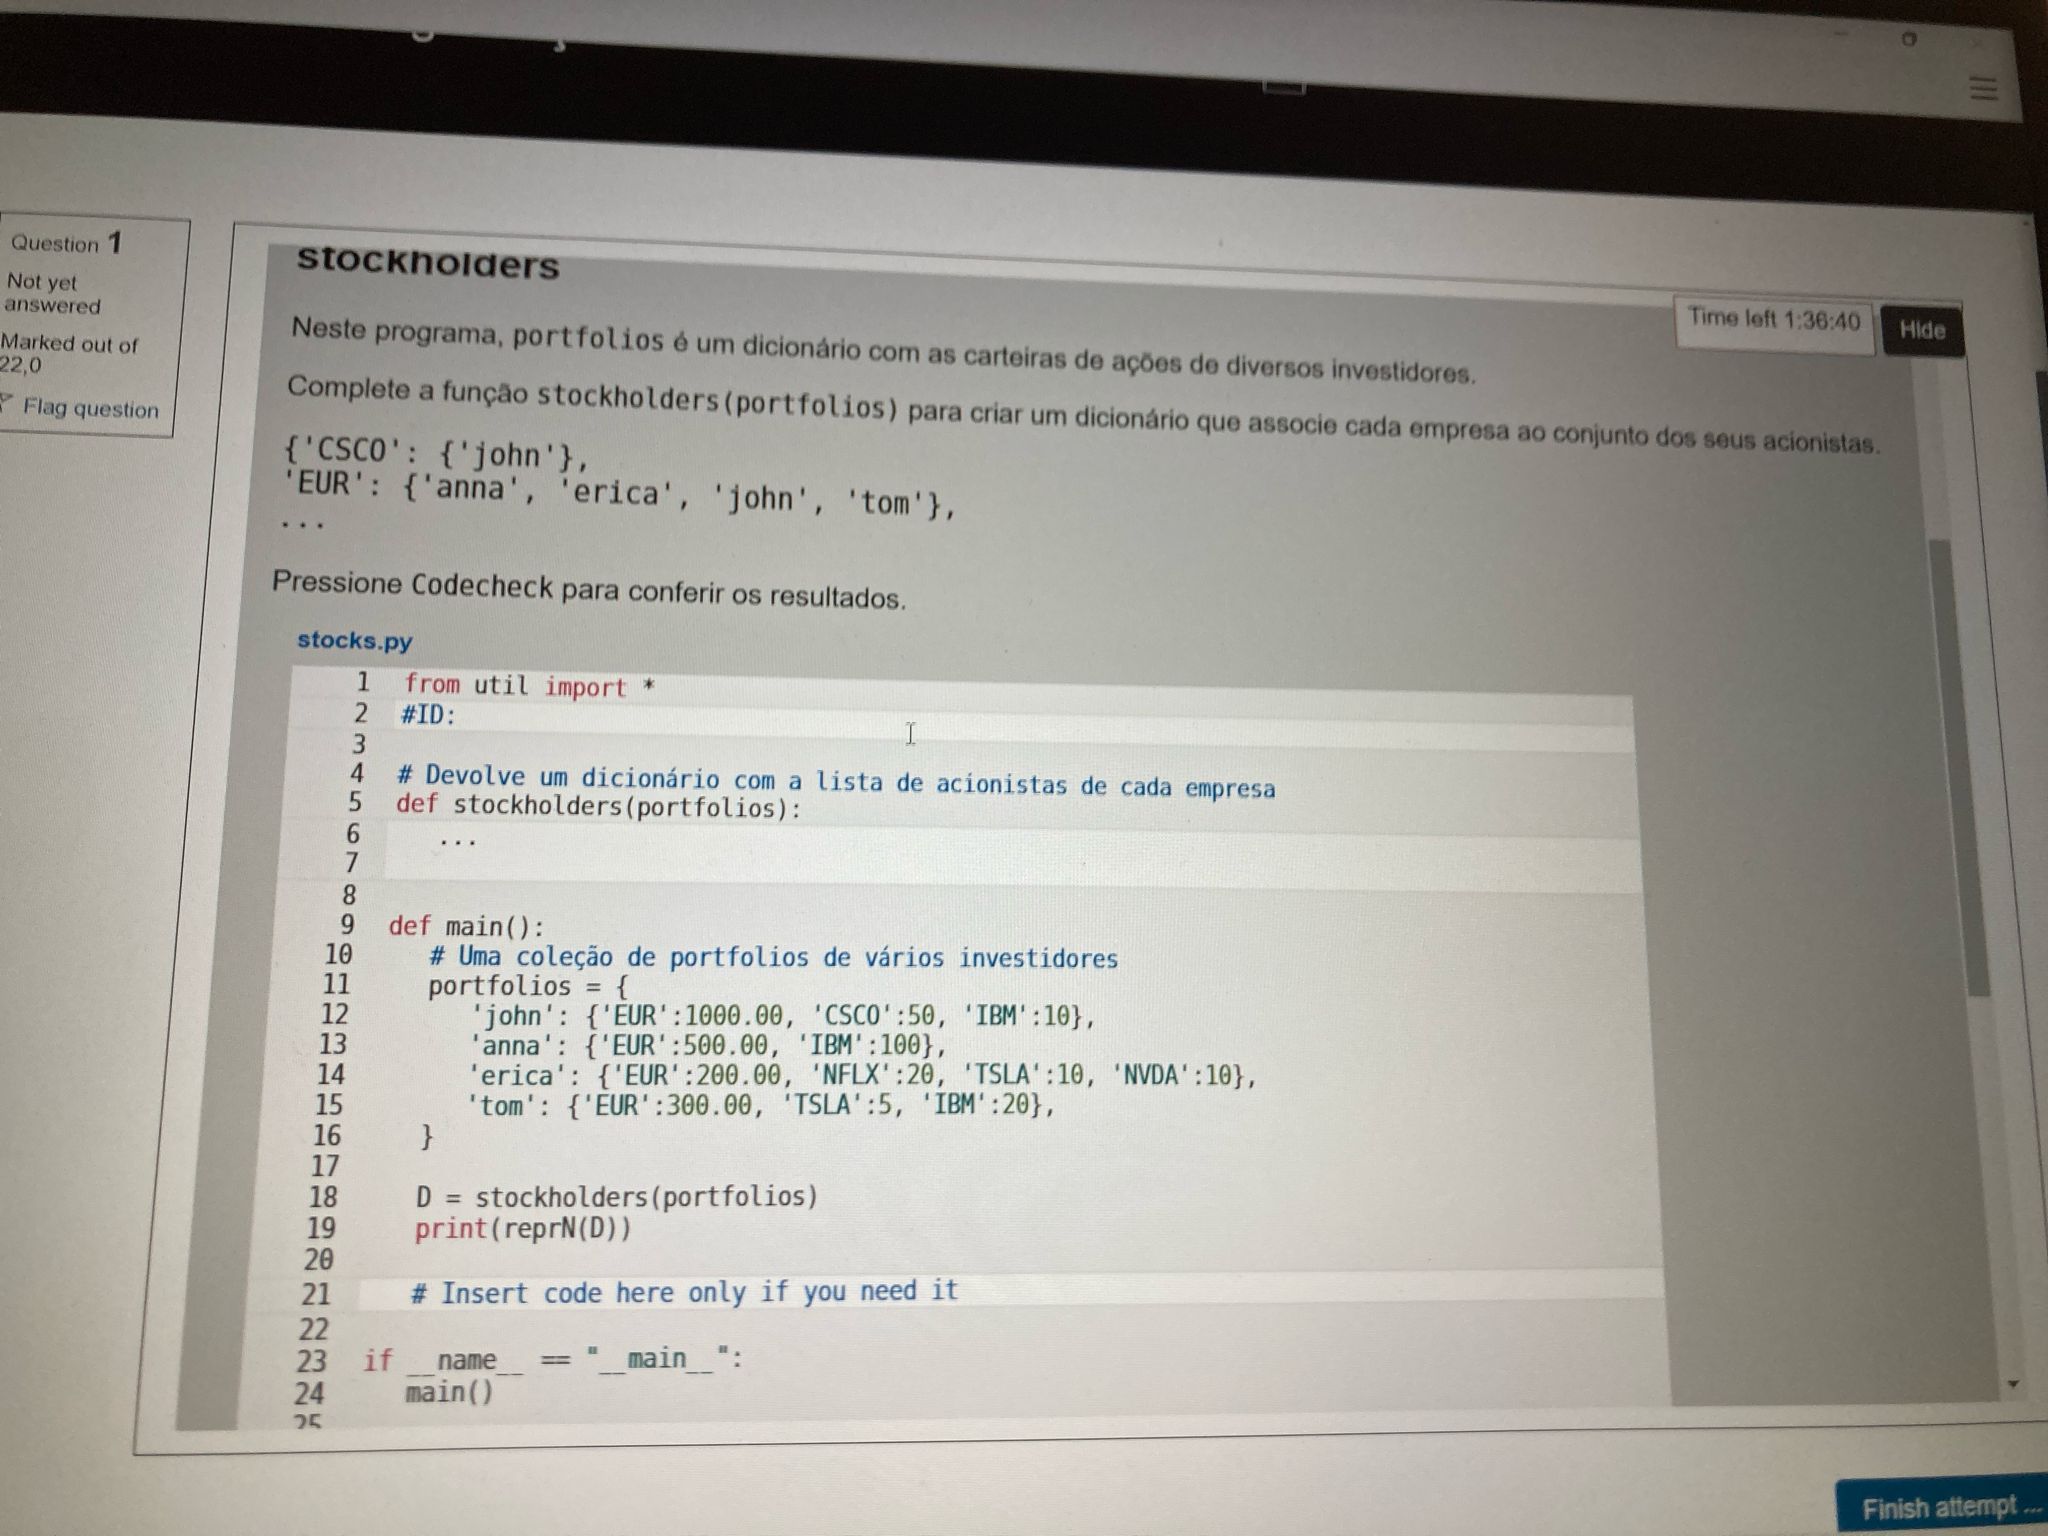 Question 1
Not yet
answered
Marked out of
22,0
Flag question
stockholders
Time left 1:36:40
Hide
Neste programa, portfolios é um dicionário com as carteiras de ações de diversos investidores.
Complete a função stockholders(portfolios) para criar um dicionário que associe cada empresa ao conjunto dos seus acionistas.
{'CSCO': {'john'},
'EUR': {'anna', 'erica', 'john', 'tom'},
...
Pressione Codecheck para conferir os resultados.
stocks.py
1 from util import *
2 #ID:
3
4 # Devolve um dicionário com a lista de acionistas de cada empresa
5 def stockholders(portfolios):
6 ...
7
8
9 def main():
10 # Uma coleção de portfolios de vários investidores
11 portfolios = {
12 'john': {'EUR':1000.00, 'CSCO':50, 'IBM':10},
13 'anna': {'EUR':500.00, 'IBM':100},
14 'erica': {'EUR':200.00, 'NFLX':20, 'TSLA':10, 'NVDA':10},
15 'tom': {'EUR':300.00, 'TSLA':5, 'IBM':20},
16 }
17
18 D = stockholders(portfolios)
19 print(reprN(D))
20
21 # Insert code here only if you need it
22
23 if __name__ == "__main__":
24 main()
25
Finish attempt ...